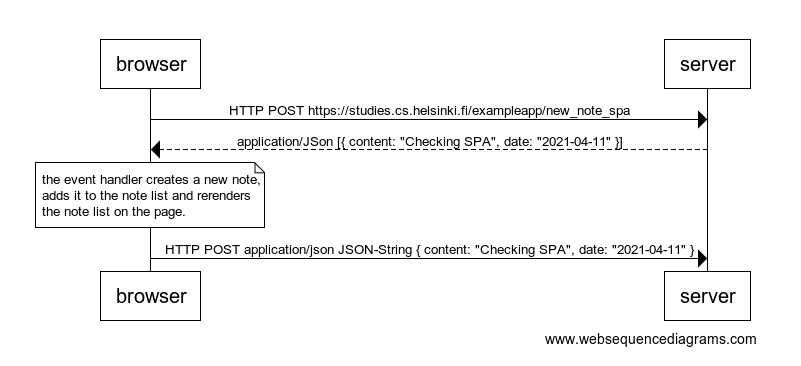 browser server
HTTP POST https://studies.cs.helsinki.fi/exampleapp/new_note_spa
application/JSon [{ content: "Checking SPA", date: "2021-04-11" }]
the event handler creates a new note,
adds it to the note list and rerenders
the note list on the page.
HTTP POST application/json JSON-String { content: "Checking SPA", date: "2021-04-11" }
browser server
www.websequencediagrams.com